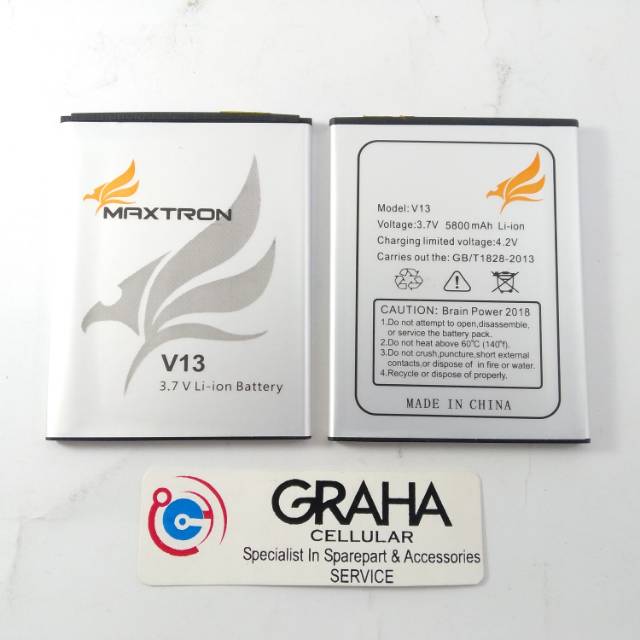 MAXTRON
V13
3.7 V Li-ion Battery
Model: V13
Voltage:3.7V 5800mAh Li-ion
Charging limited voltage:4.2V
Carries out the: GB/T1828-2013
CAUTION: Brain Power 2018
1.Do not attempt to open,disassemble,
or service the battery pack.
2.Do not heat above 60°C (140°f).
3.Do not crush,puncture,short external
contacts,or dispose of in fire or water.
4.Recycle or dispose of properly.
MADE IN CHINA
GRAHA
CELLULAR
Specialist In Sparepart & Accessories
SERVICE